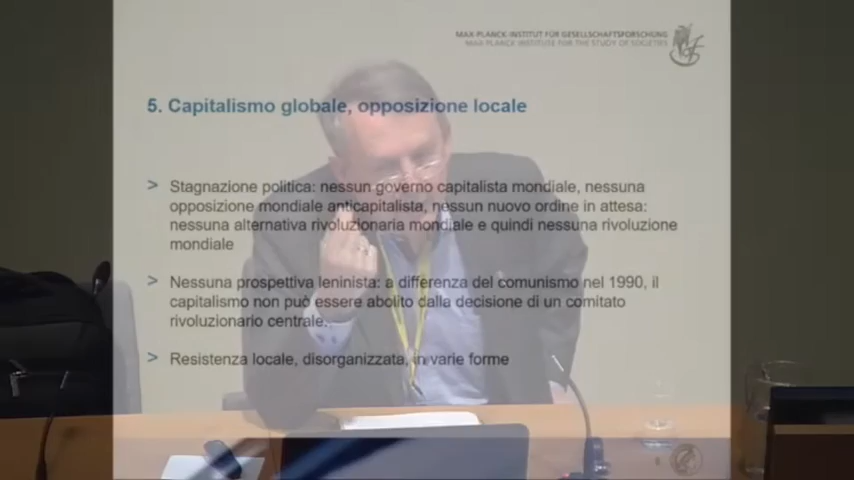 MAX-PLANCK-INSTITUT FÜR GESELLSCHAFTSFORSCHUNG
MAX PLANCK INSTITUTE FOR THE STUDY OF SOCIETIES
5. Capitalismo globale, opposizione locale
> Stagnazione politica: nessun governo capitalista mondiale, nessuna
opposizione mondiale anticapitalista, nessun nuovo ordine in attesa:
nessuna alternativa rivoluzionaria mondiale e quindi nessuna rivoluzione
mondiale
> Nessuna prospettiva leninista: a differenza del comunismo nel 1990, il
capitalismo non può essere abolito dalla decisione di un comitato
rivoluzionario centrale.
> Resistenza locale, disorganizzata, in varie forme